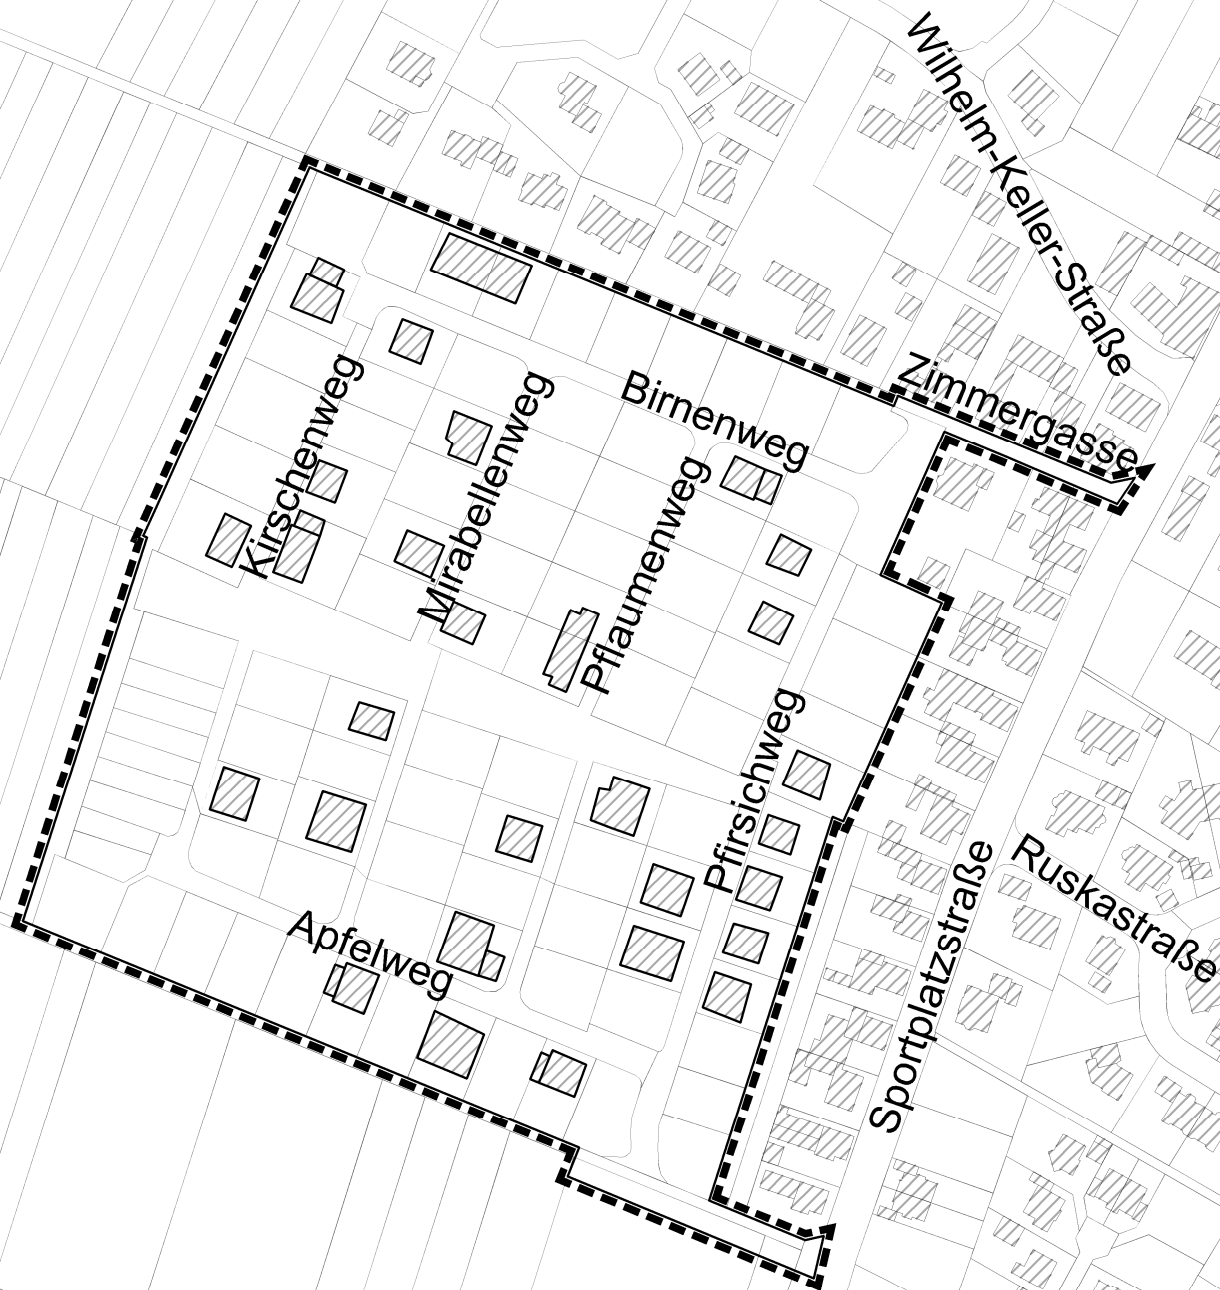 Wilhelm-Keller-Straße
Zimmergasse
Birnenweg
Kirschenweg
Mirabellenweg
Pflaumenweg
Pfirsichweg
Apfelweg
Sportplatzstraße
Ruskastraße